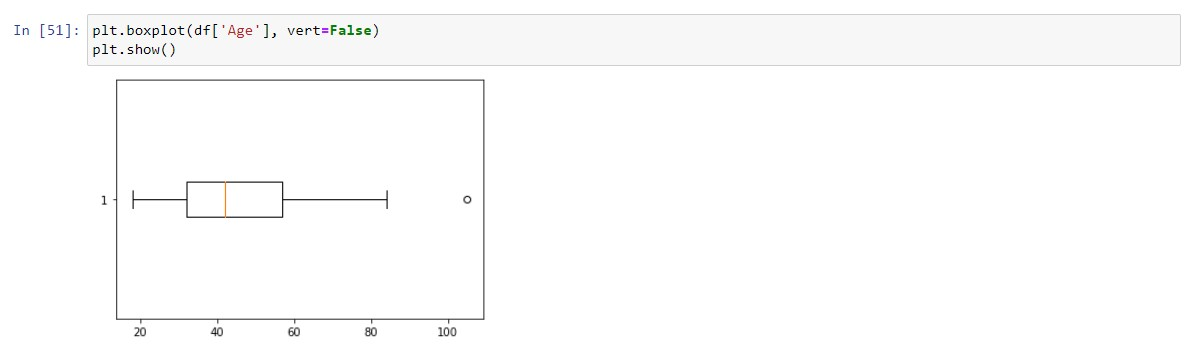 In [51]: plt.boxplot(df['Age'], vert=False)
plt.show()
1
20 40 60 80 100